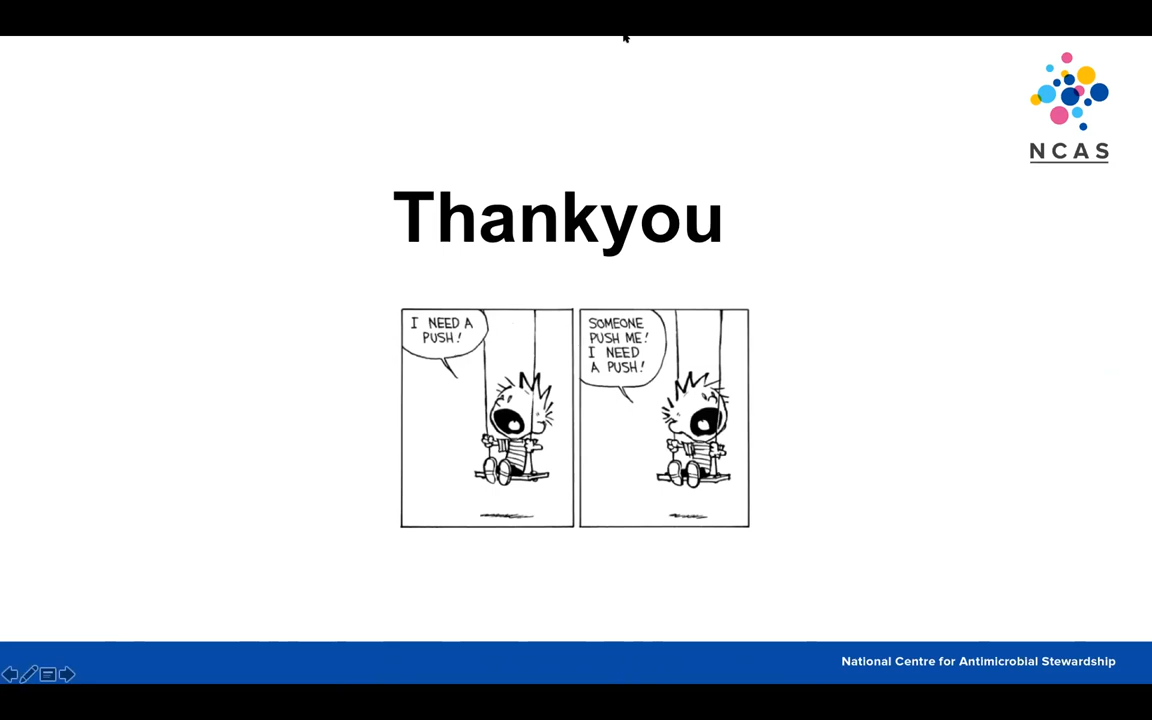 NCAS
Thankyou
I NEED A
PUSH!
SOMEONE
PUSH ME!
I NEED
A PUSH!
National Centre for Antimicrobial Stewardship